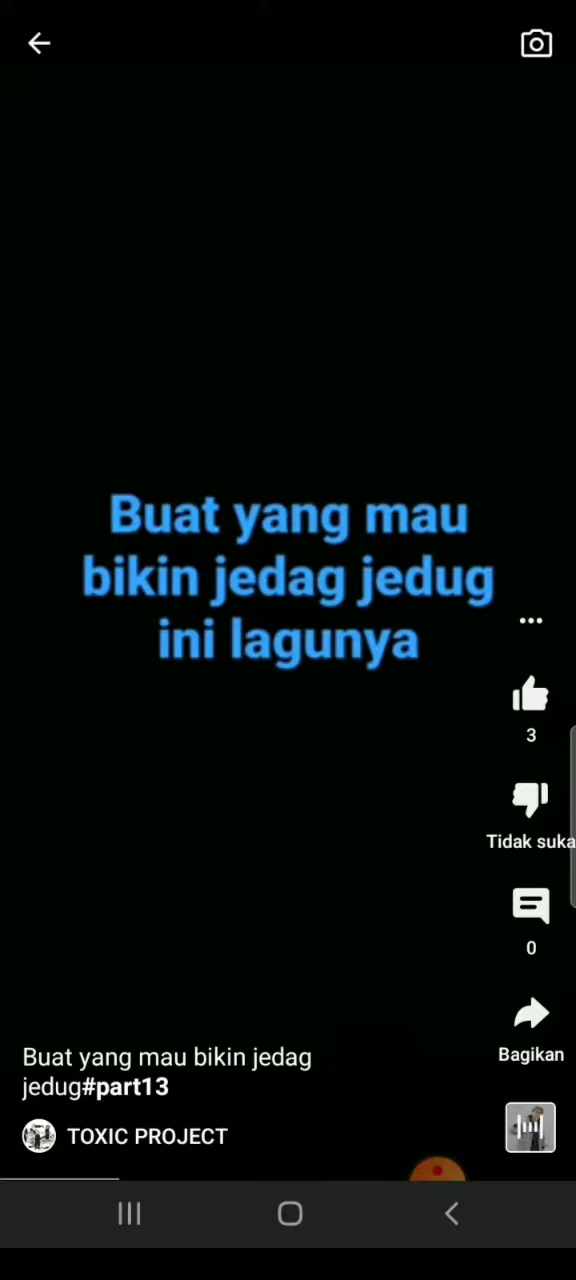 Buat yang mau
bikin jedag jedug
ini lagunya
3
Tidak suka
0
Bagikan
Buat yang mau bikin jedag
jedug#part13
TOXIC PROJECT